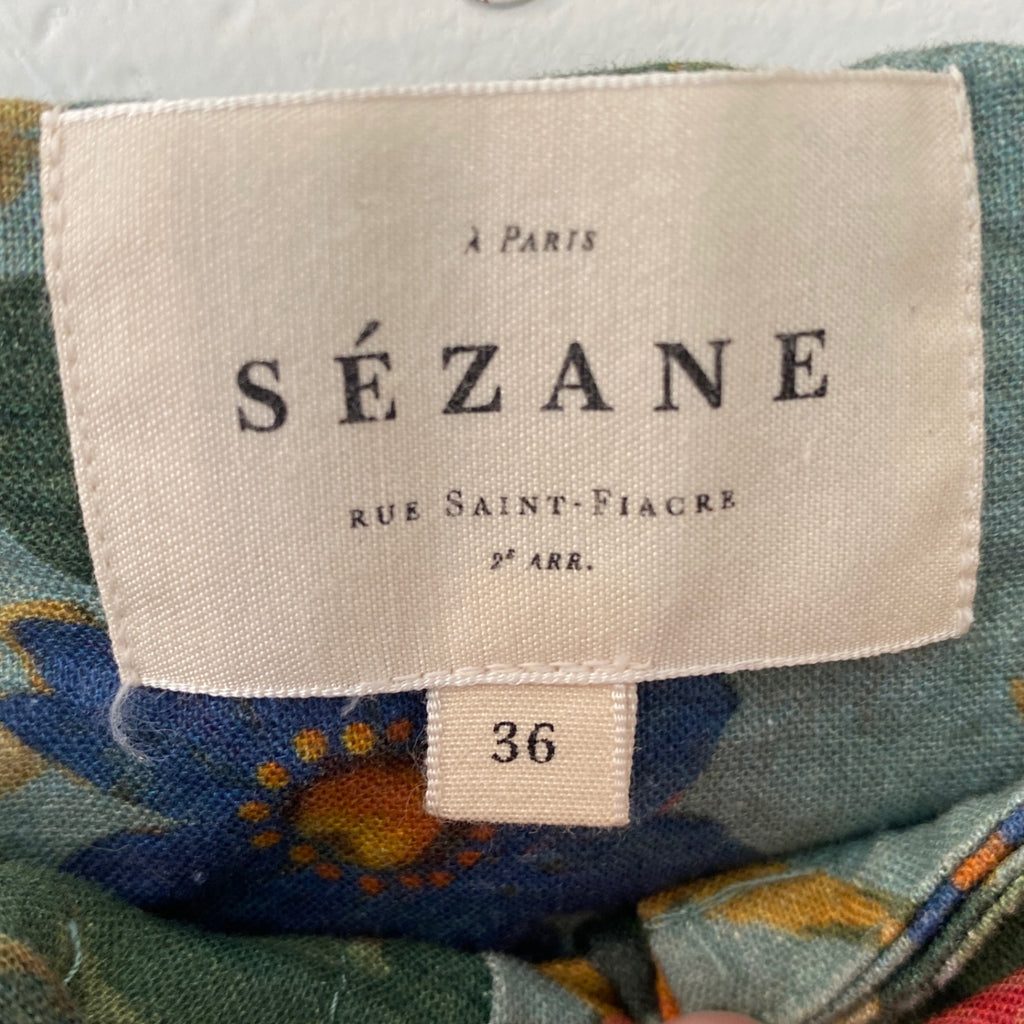 À PARIS
SÉZANE
RUE SAINT-FIACRE
2E ARR.
36